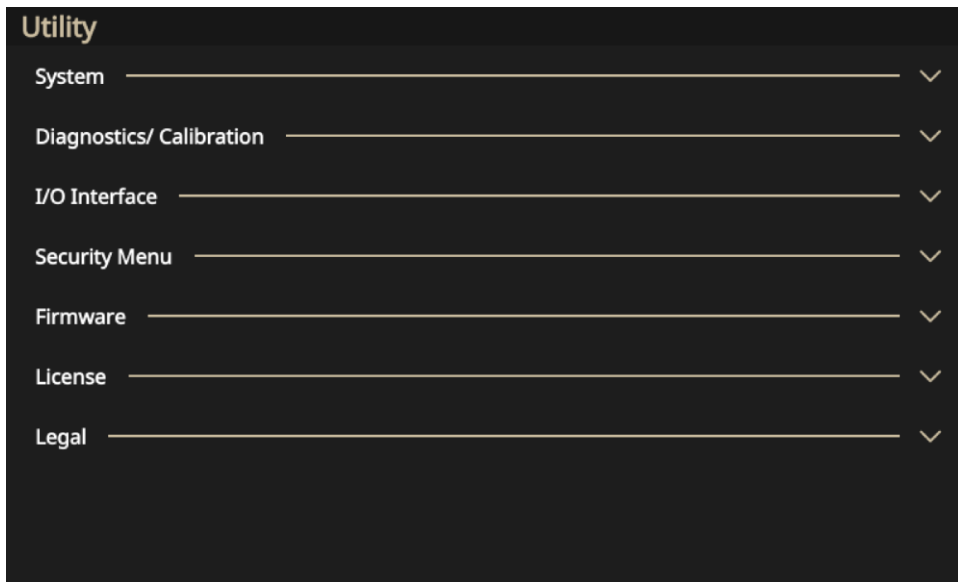 Utility
System
Diagnostics/ Calibration
I/O Interface
Security Menu
Firmware
License
Legal